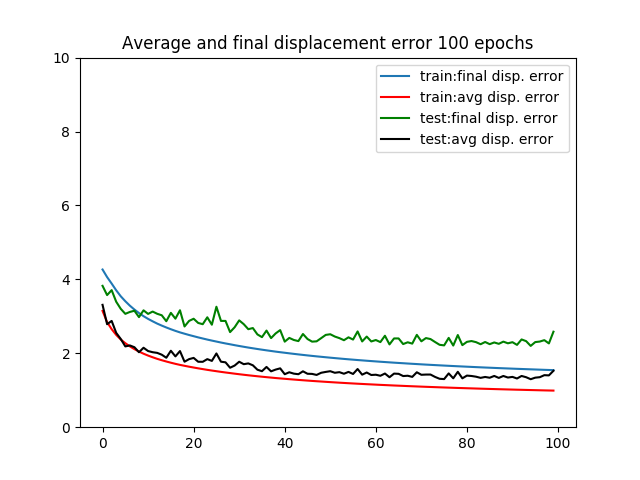 Average and final displacement error 100 epochs
train:final disp. error
train:avg disp. error
test:final disp. error
test:avg disp. error
10
8
6
4
2
0
0 20 40 60 80 100